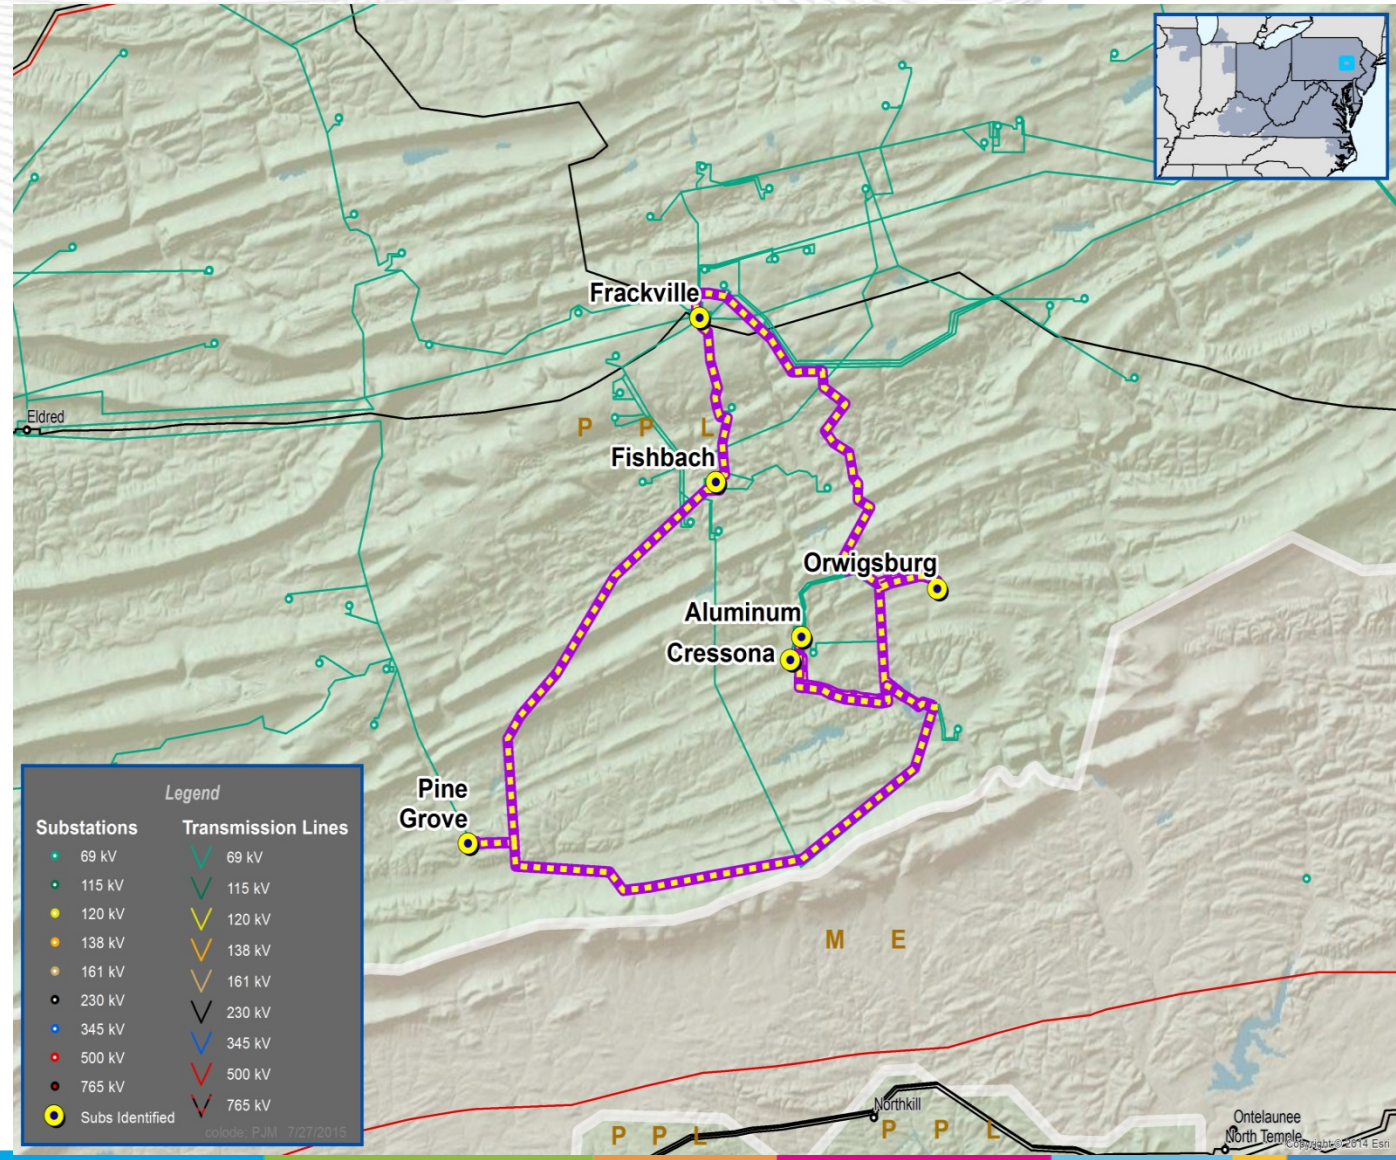 Frackville
Eldred
P P L
Fishbach
Orwigsburg
Aluminum
Cressona
Pine
Grove
Legend
Substations Transmission Lines
69 kV 69 kV
115 kV 115 kV
120 kV 120 kV
138 kV 138 kV
161 kV 161 kV
230 kV 230 kV
345 kV 345 kV
500 kV 500 kV
765 kV 765 kV
Subs Identified
colode, PJM 7/27/2015
M E
Northkill
P P L
P P L
Ontelaunee
North Temple
Copyright:© 2014 Esri